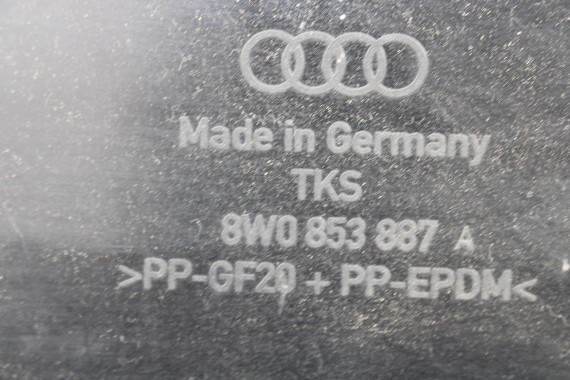 Made in Germany
TKS
8W0 853 887 A
>PP-GF20 + PP-EPDM<